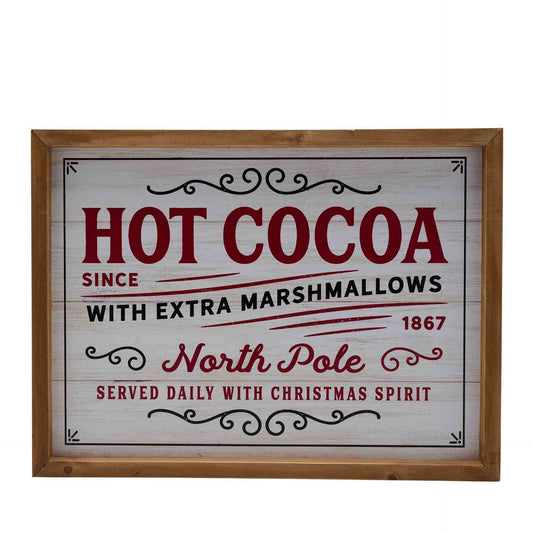 HOT COCOA
SINCE
WITH EXTRA MARSHMALLOWS
1867
North Pole
SERVED DAILY WITH CHRISTMAS SPIRIT